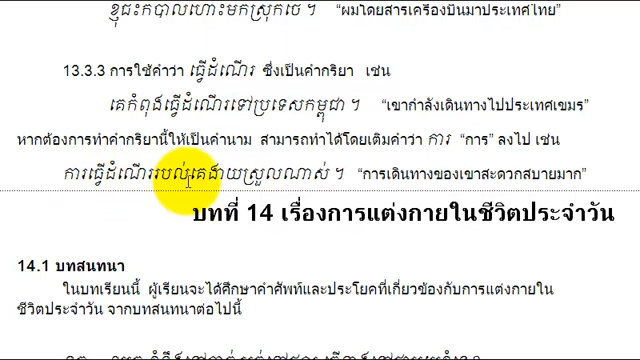 ខ្ញុំជិះកប៉ាល់ហោះមកស្រុកថៃ ។ “ผมโดยสารเครื่องบินมาประเทศไทย”
13.3.3 การใช้คำว่า ធ្វើដំណើរ ซึ่งเป็นคำกริยา เช่น
គេកំពុងធ្វើដំណើរទៅប្រទេសកម្ពុជា ។ “เขากำลังเดินทางไปประเทศเขมร”
หากต้องการทำคำกริยานี้ให้เป็นคำนาม สามารถทำได้โดยเติมคำว่า ការ “การ” ลงไป เช่น
ការធ្វើដំណើររបស់គេងាយស្រួលណាស់ ។ “การเดินทางของเขาสะดวกสบายมาก”
บทที่ 14 เรื่องการแต่งกายในชีวิตประจำวัน
14.1 บทสนทนา
ในบทเรียนนี้ ผู้เรียนจะได้ศึกษาคำศัพท์และประโยคที่เกี่ยวข้องกับการแต่งกายใน
ชีวิตประจำวัน จากบทสนทนาต่อไปนี้